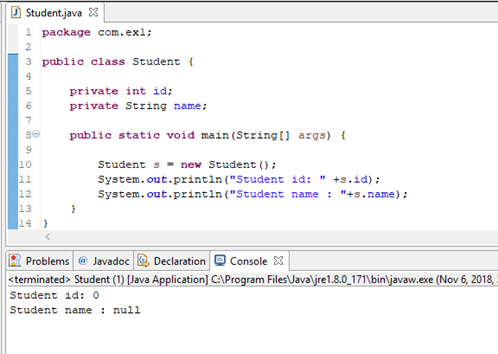 Student.java
1 package com.exl;
2
3 public class Student {
4
5 private int id;
6 private String name;
7
8 public static void main(String[] args) {
9
10 Student s = new Student();
11 System.out.println("Student id: " +s.id);
12 System.out.println("Student name : "+s.name);
13 }
14 }
Problems @ Javadoc Declaration Console
<terminated> Student (1) [Java Application] C:\Program Files\Java\jre1.8.0_171\bin\javaw.exe (Nov 6, 2018,
Student id: 0
Student name : null